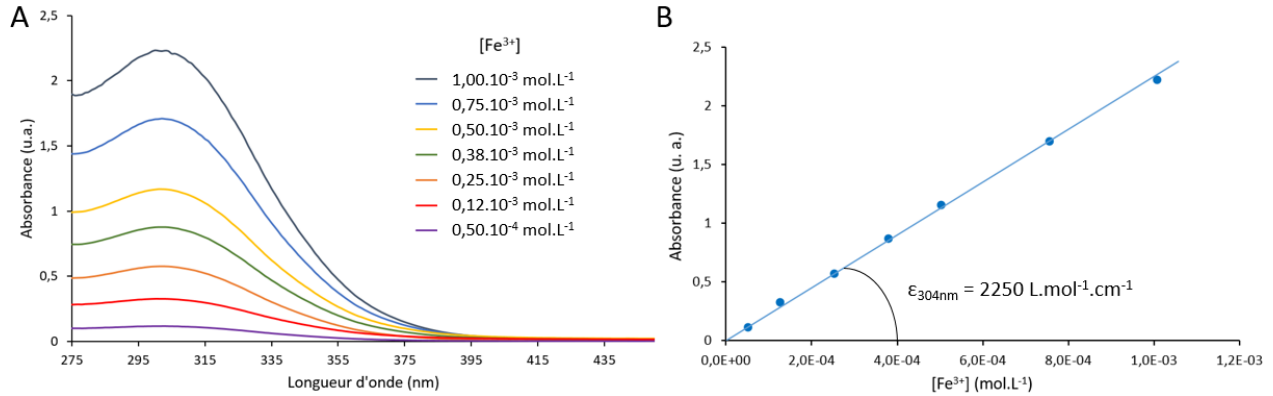 A
2,5
2
1,5
1
0,5
0
Absorbance (u.a.)
275 295 315 335 355 375 395 415 435
Longueur d'onde (nm)
[Fe³⁺]
1,00.10⁻³ mol.L⁻¹
0,75.10⁻³ mol.L⁻¹
0,50.10⁻³ mol.L⁻¹
0,38.10⁻³ mol.L⁻¹
0,25.10⁻³ mol.L⁻¹
0,12.10⁻³ mol.L⁻¹
0,50.10⁻⁴ mol.L⁻¹
B
2,5
2
1,5
1
0,5
0
Absorbance (u. a.)
ε₃₀₄ₙₘ = 2250 L.mol⁻¹.cm⁻¹
0,0E+00 2,0E-04 4,0E-04 6,0E-04 8,0E-04 1,0E-03 1,2E-03
[Fe³⁺] (mol.L⁻¹)